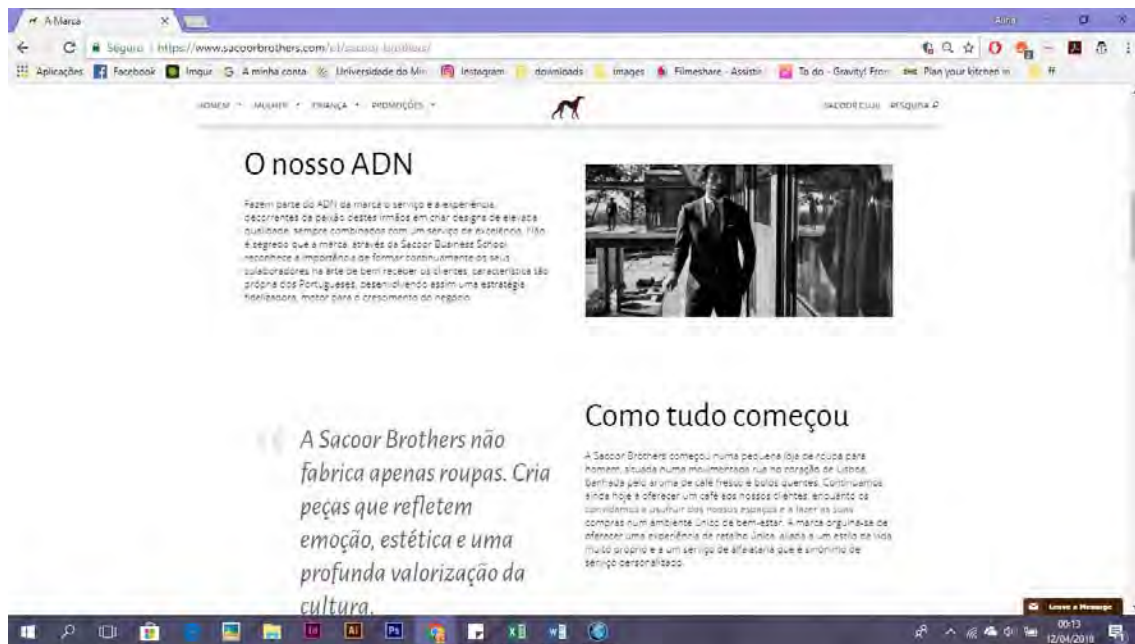 A Marca
Seguro | https://www.sacoorbrothers.com/pt/sacoor-brothers/
Aplicações Facebook Imgur A minha conta Universidade do Min Instagram downloads images Filmeshare - Assistir To do - Gravity! From Plan your kitchen in ff
HOMEM MULHER CRIANÇA PROMOÇÕES SACOOR CLUB PESQUISA
O nosso ADN
Fazem parte do ADN da marca o serviço e a experiência,
decorrentes da paixão destes irmãos em criar designs de elevada
qualidade, sempre combinados com um serviço de excelência. Não
é segredo que a marca, através da Sacoor Business School
reconhece a importância de formar continuamente os seus
colaboradores na arte de bem receber os clientes, característica tão
própria dos Portugueses, desenvolvendo assim uma estratégia
fidelizadora, motor para o crescimento do negócio.
A Sacoor Brothers não
fabrica apenas roupas. Cria
peças que refletem
emoção, estética e uma
profunda valorização da
cultura.
Como tudo começou
A Sacoor Brothers começou numa pequena loja de roupa para
homem, situada numa movimentada rua no coração de Lisboa,
banhada pelo aroma de café fresco e bolos quentes. Continuamos
ainda hoje a oferecer um café aos nossos clientes, enquanto os
convidamos a usufruir dos nossos espaços e a fazer as suas
compras num ambiente único de bem-estar. A marca orgulha-se de
oferecer uma experiência de retalho única, aliada a um estilo de vida
muito próprio e a um serviço de alfaiataria que é sinónimo de
serviço personalizado.
Leave a Message
Id Ai Ps
00:13
12/04/2018